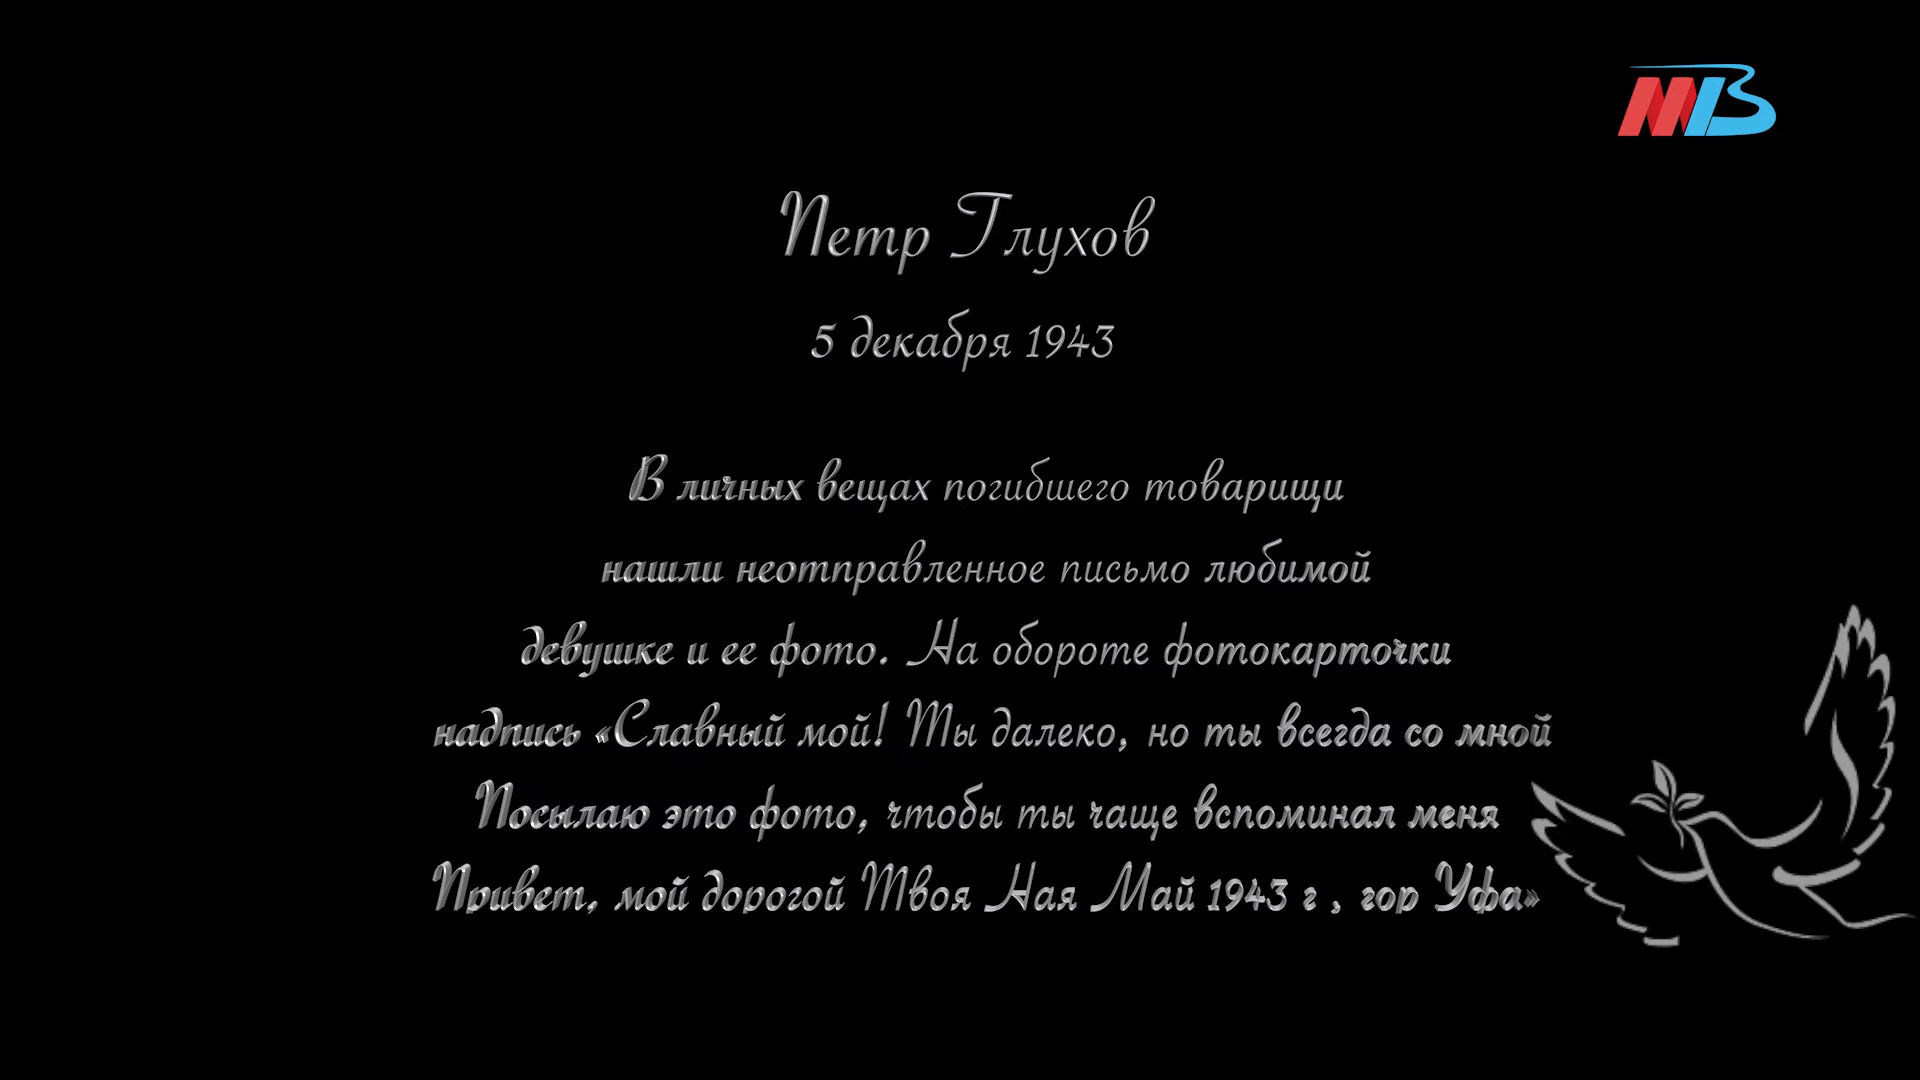 МВ
Петр Глухов
5 декабря 1943
В личных вещах погибшего товарищи
нашли неотправленное письмо любимой
девушке и ее фото. На обороте фотокарточки
надпись «Славный мой! Ты далеко, но ты всегда со мной
Посылаю это фото, чтобы ты чаще вспоминал меня
Привет, мой дорогой Твоя Ная Май 1943 г , гор Уфа»